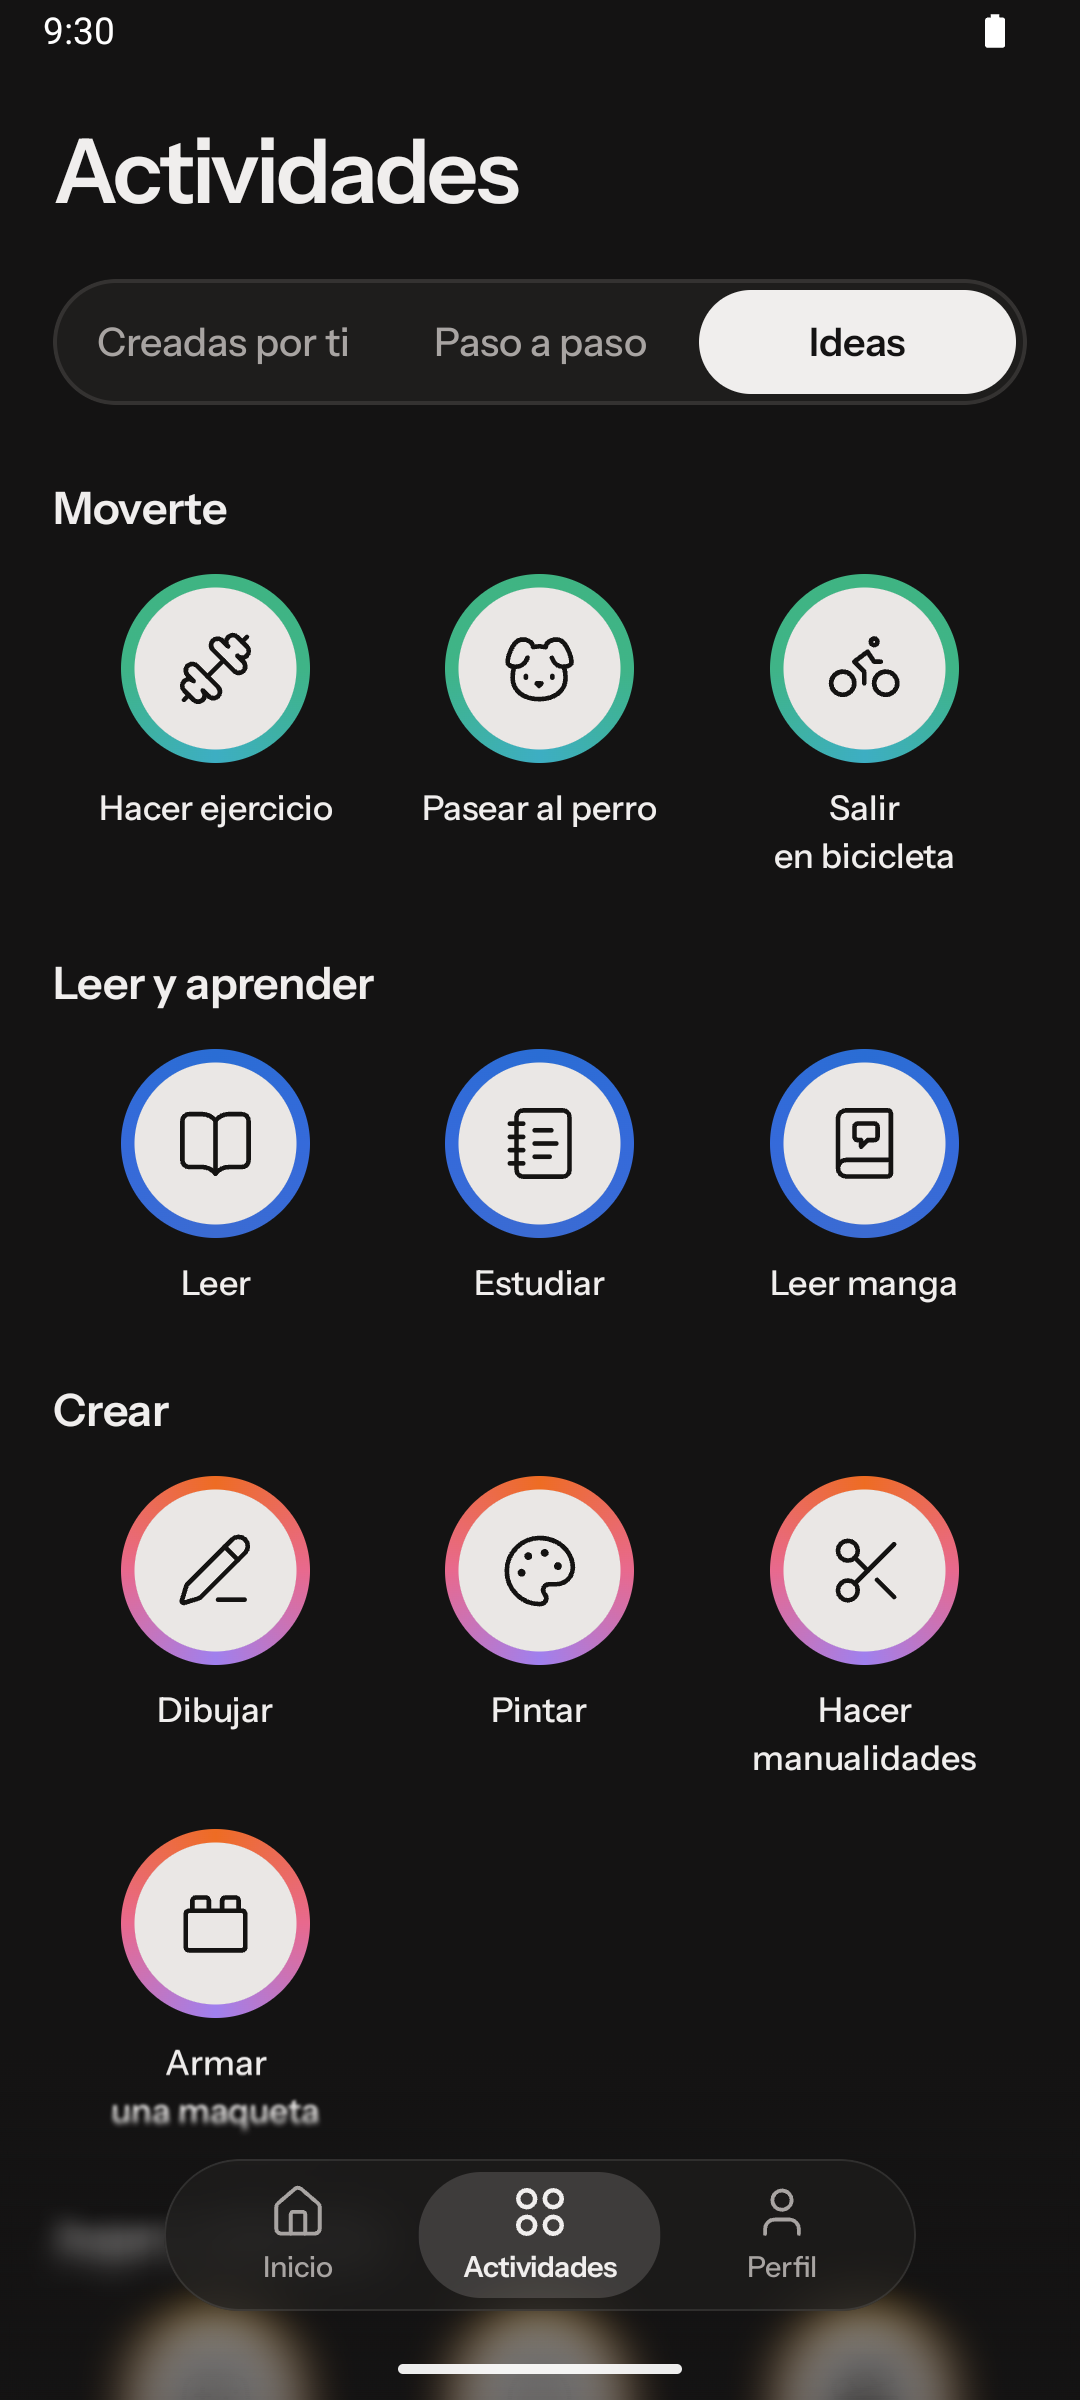 9:30
Actividades
Creadas por ti
Paso a paso
Ideas
Moverte
Hacer ejercicio
Pasear al perro
Salir
en bicicleta
Leer y aprender
Leer
Estudiar
Leer manga
Crear
Dibujar
Pintar
Hacer
manualidades
Armar
una maqueta
Inicio
Actividades
Perfil